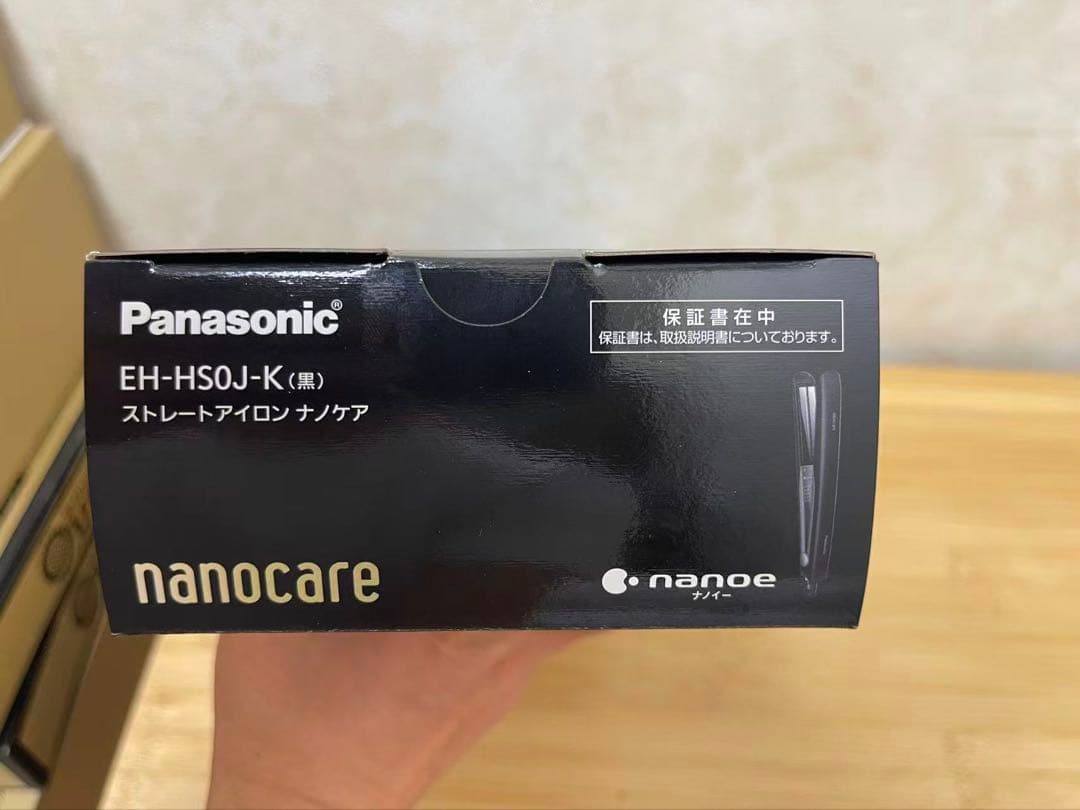 Panasonic®
EH-HS0J-K（黒）
ストレートアイロン ナノケア
保証書在中
保証書は、取扱説明書についております。
nanocare
nanoe
ナノイー